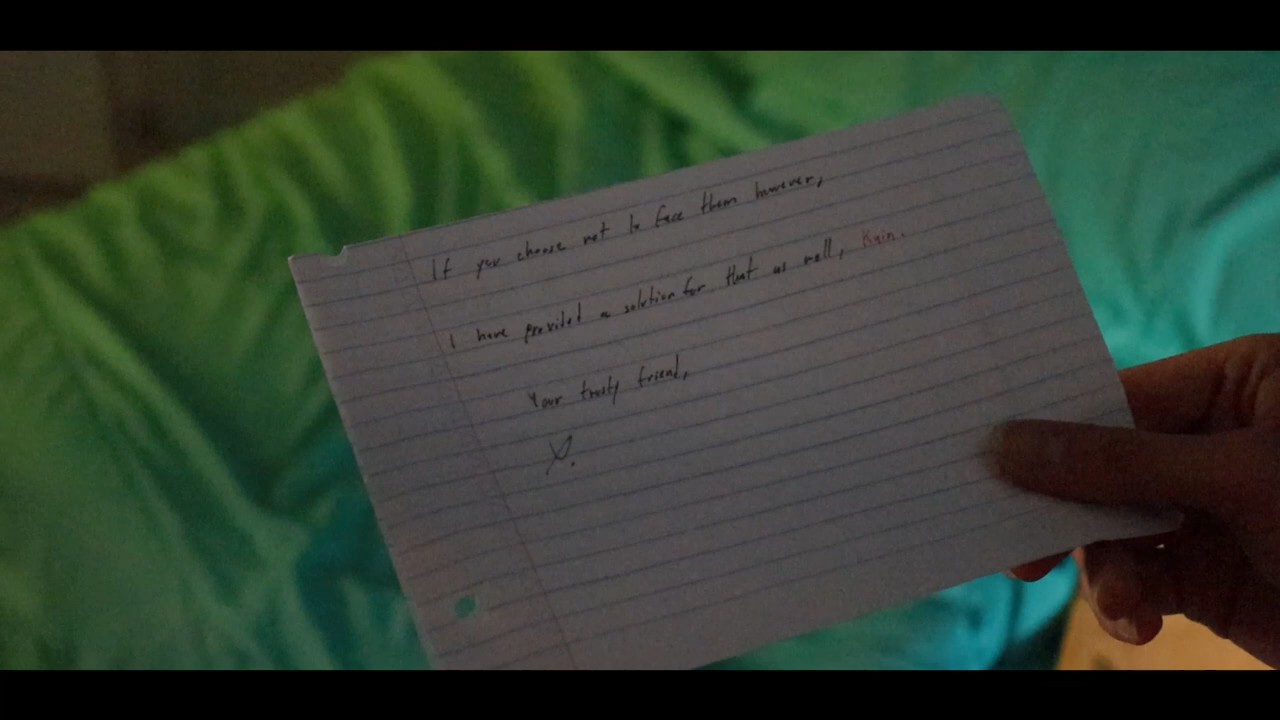 If you choose not to face them however,
I have provided a solution for that as well, Kain.
Your trusty friend,
X.